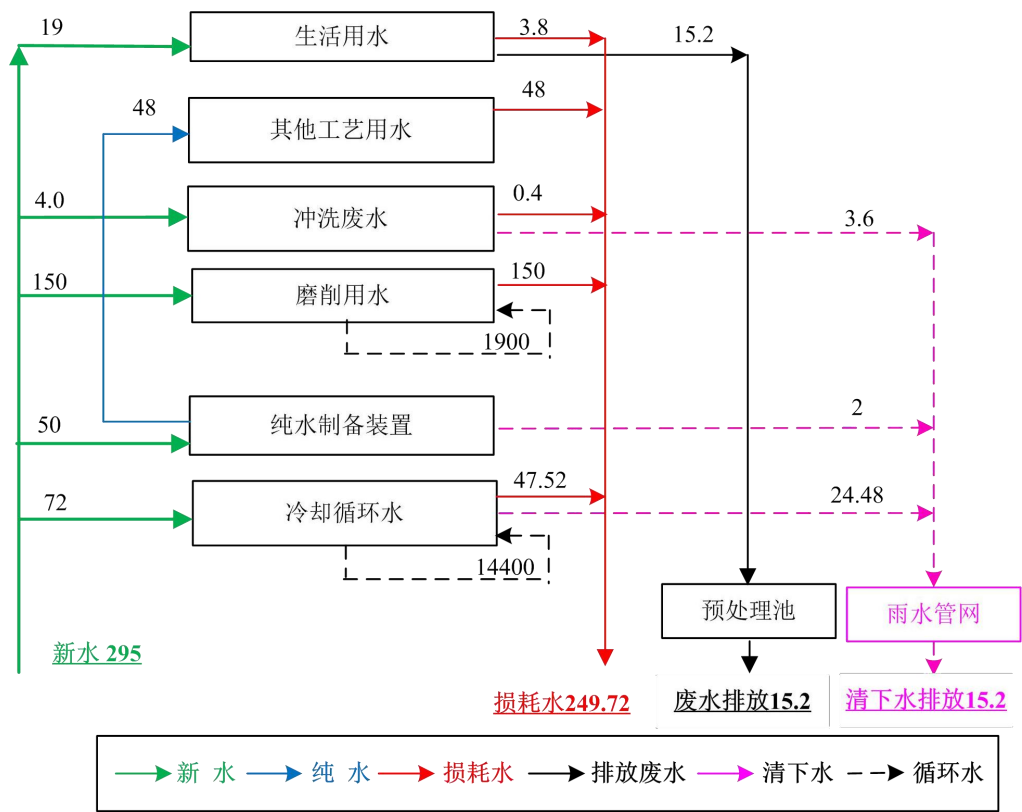 19
生活用水
3.8
15.2
48
其他工艺用水
48
4.0
冲洗废水
0.4
3.6
150
磨削用水
150
1900
50
纯水制备装置
2
72
冷却循环水
47.52
24.48
14400
预处理池
雨水管网
新水 295
损耗水249.72
废水排放15.2
清下水排放15.2
新 水
纯 水
损耗水
排放废水
清下水
循环水